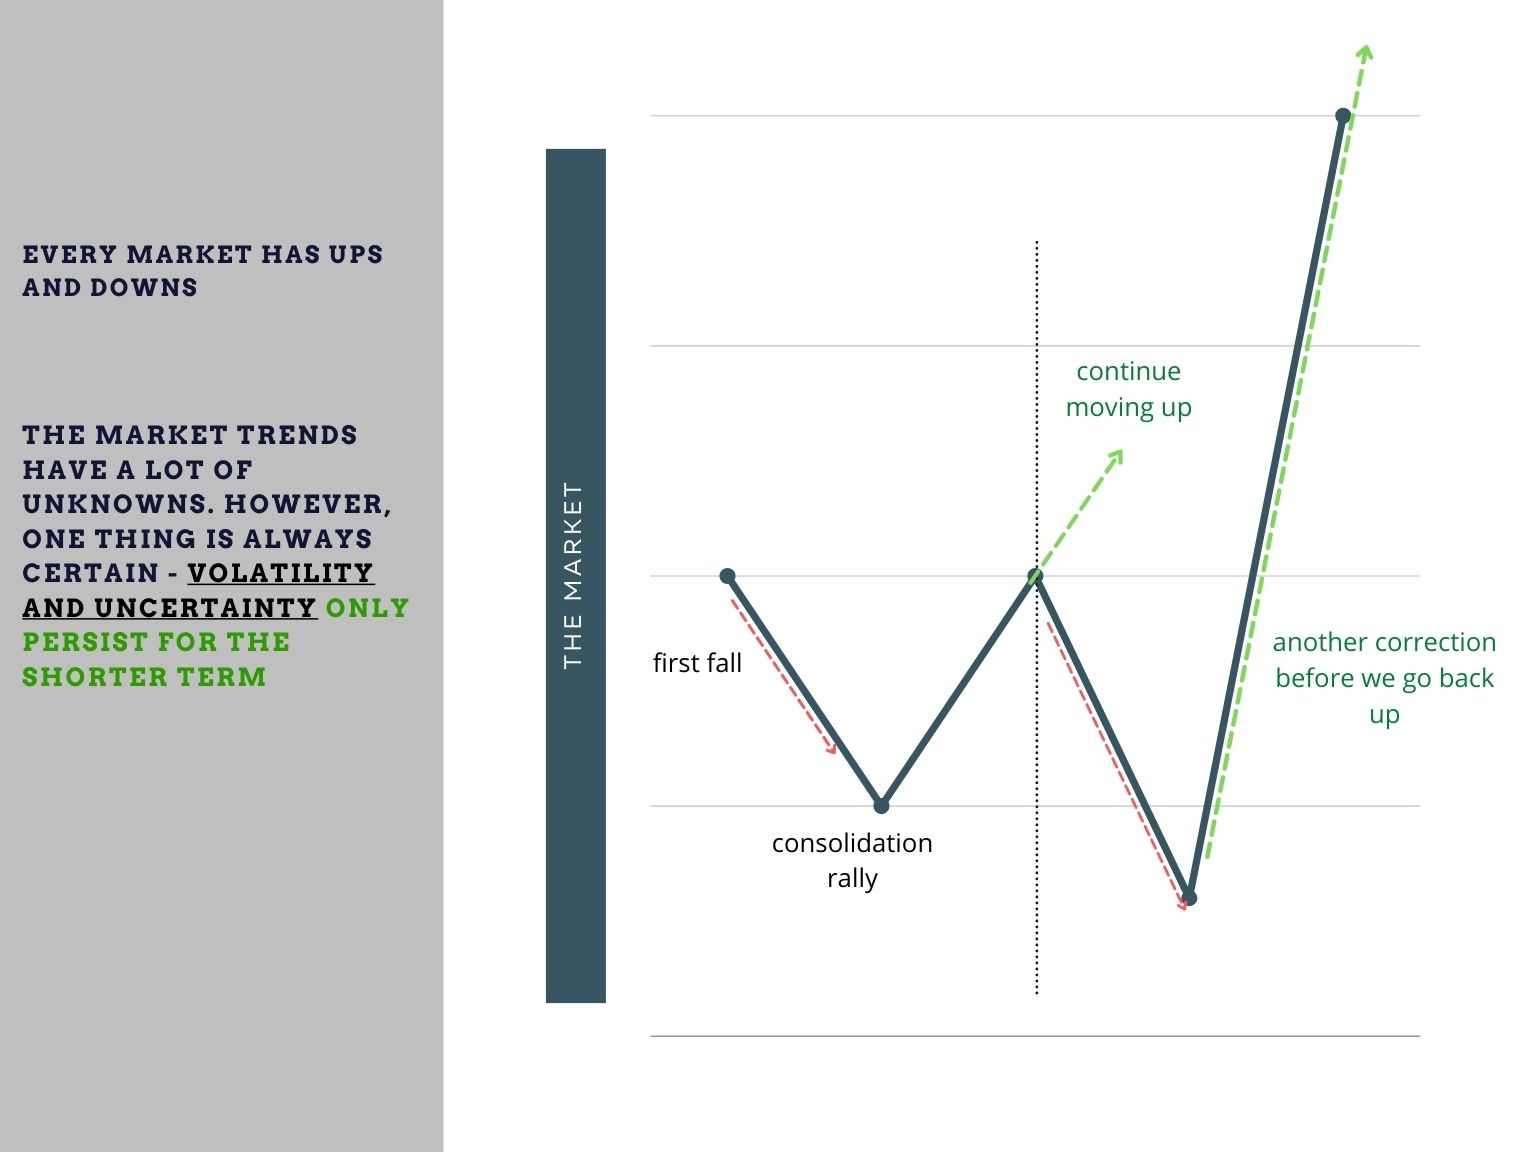 EVERY MARKET HAS UPS
AND DOWNS
THE MARKET TRENDS
HAVE A LOT OF
UNKNOWNS. HOWEVER,
ONE THING IS ALWAYS
CERTAIN - VOLATILITY
AND UNCERTAINTY ONLY
PERSIST FOR THE
SHORTER TERM
THE MARKET
first fall
consolidation
rally
continue
moving up
another correction
before we go back
up